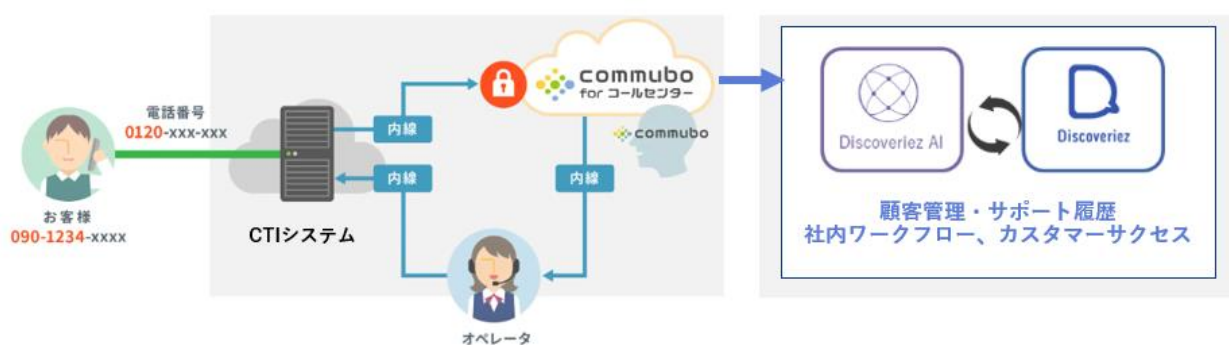 電話番号
0120-xxx-xxx
お客様
090-1234-xxxx
CTIシステム
内線
内線
内線
commubo
for コールセンター
commubo
オペレータ
Discoveriez AI
Discoveriez
顧客管理・サポート履歴
社内ワークフロー、カスタマーサクセス